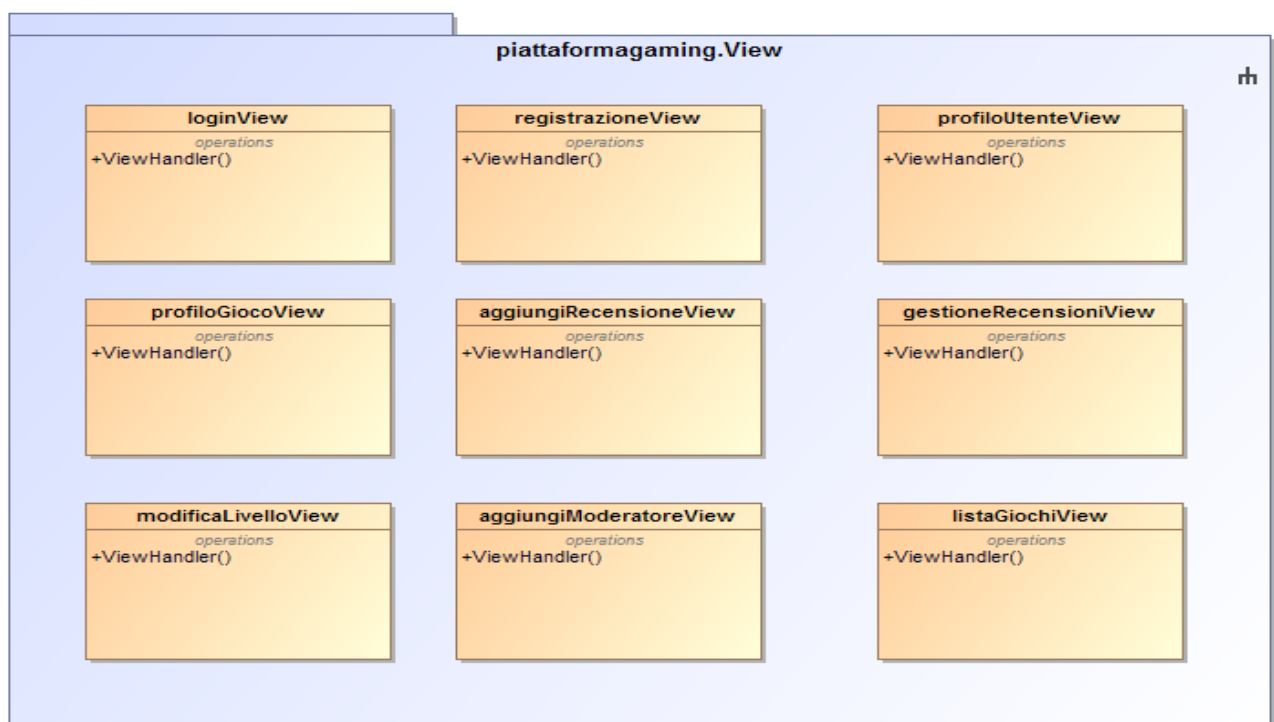 piattaformagaming.View
loginView
operations
+ViewHandler()
registrazioneView
operations
+ViewHandler()
profiloUtenteView
operations
+ViewHandler()
profiloGiocoView
operations
+ViewHandler()
aggiungiRecensioneView
operations
+ViewHandler()
gestioneRecensioniView
operations
+ViewHandler()
modificaLivelloView
operations
+ViewHandler()
aggiungiModeratoreView
operations
+ViewHandler()
listaGiochiView
operations
+ViewHandler()